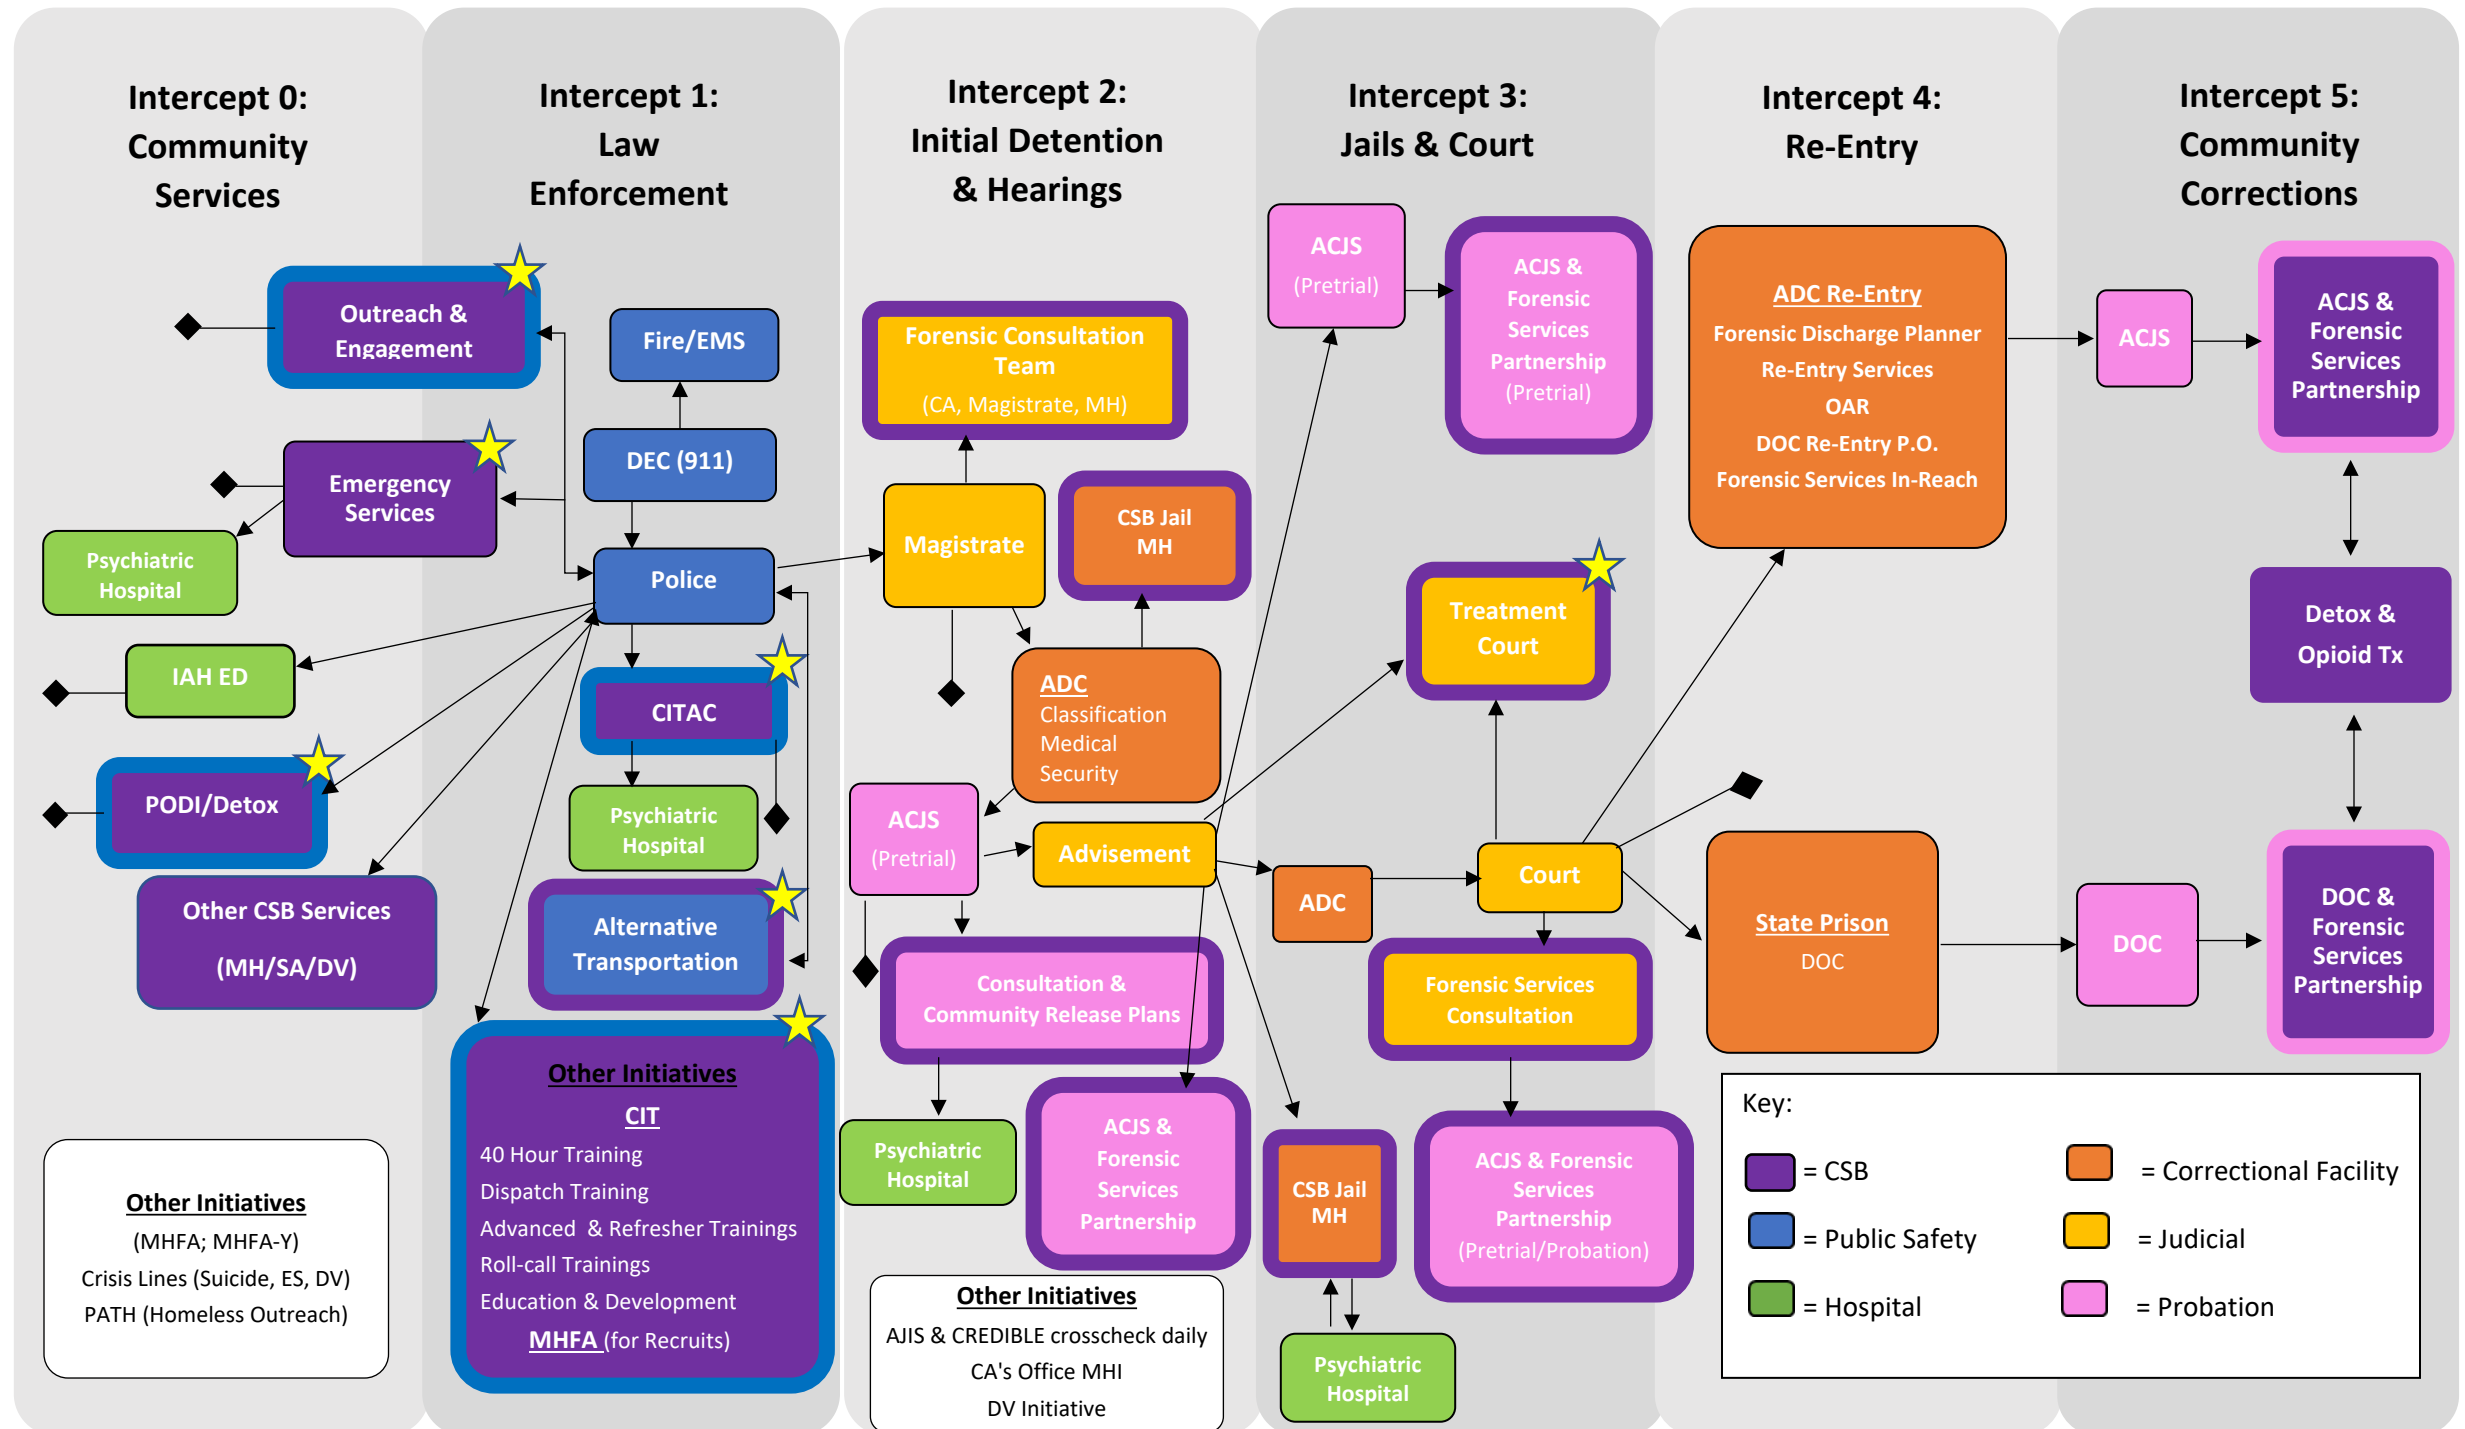 Intercept 0:
Community
Services
Outreach &
Engagement
Emergency
Services
Psychiatric
Hospital
IAH ED
PODI/Detox
Other CSB Services
(MH/SA/DV)
Other Initiatives
(MHFA; MHFA-Y)
Crisis Lines (Suicide, ES, DV)
PATH (Homeless Outreach)
Intercept 1:
Law
Enforcement
Fire/EMS
DEC (911)
Police
CITAC
Psychiatric
Hospital
Alternative
Transportation
Other Initiatives
CIT
40 Hour Training
Dispatch Training
Advanced & Refresher Trainings
Roll-call Trainings
Education & Development
MHFA (for Recruits)
Intercept 2:
Initial Detention
& Hearings
Forensic Consultation
Team
(CA, Magistrate, MH)
Magistrate
CSB Jail
MH
ADC
Classification
Medical
Security
ACJS
(Pretrial)
Advisement
Consultation &
Community Release Plans
Psychiatric
Hospital
ACJS &
Forensic
Services
Partnership
Other Initiatives
AJIS & CREDIBLE crosscheck daily
CA's Office MHI
DV Initiative
Intercept 3:
Jails & Court
ACJS
(Pretrial)
ACJS &
Forensic
Services
Partnership
(Pretrial)
Treatment
Court
ADC
Court
Forensic Services
Consultation
CSB Jail
MH
ACJS & Forensic
Services
Partnership
(Pretrial/Probation)
Psychiatric
Hospital
Intercept 4:
Re-Entry
ADC Re-Entry
Forensic Discharge Planner
Re-Entry Services
OAR
DOC Re-Entry P.O.
Forensic Services In-Reach
State Prison
DOC
Intercept 5:
Community
Corrections
ACJS
ACJS &
Forensic
Services
Partnership
Detox &
Opioid Tx
DOC
DOC &
Forensic
Services
Partnership
Key:
= CSB
= Correctional Facility
= Public Safety
= Judicial
= Hospital
= Probation